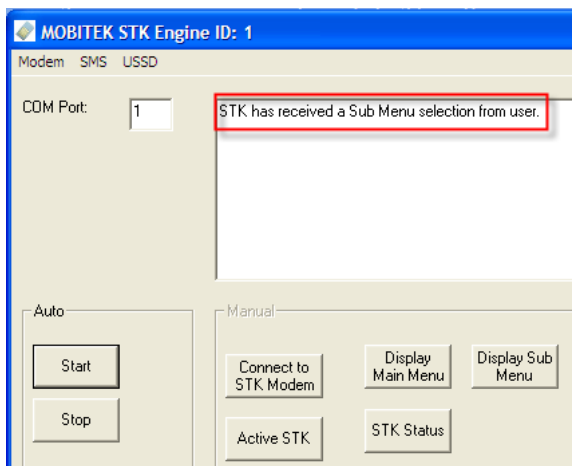 MOBITEK STK Engine ID: 1
Modem SMS USSD
COM Port: 1
STK has received a Sub Menu selection from user.
Auto
Start
Stop
Manual
Connect to
STK Modem
Display
Main Menu
Display Sub
Menu
Active STK
STK Status